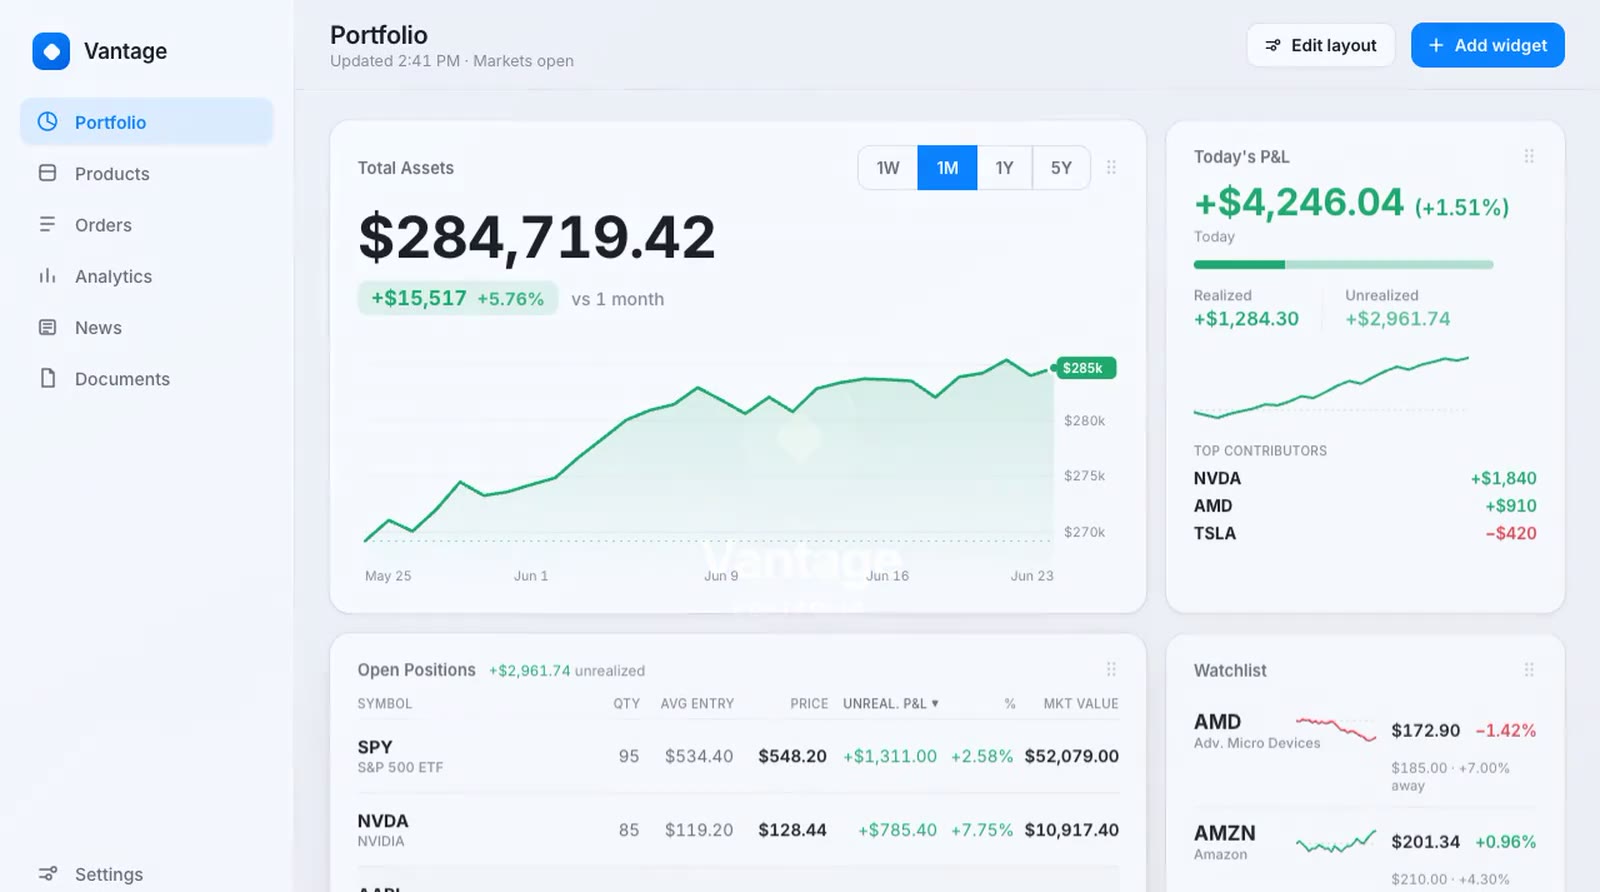 Vantage
Portfolio
Products
Orders
Analytics
News
Documents
Settings
Portfolio
Updated 2:41 PM · Markets open
Edit layout
+ Add widget
Total Assets
1W 1M 1Y 5Y
$284,719.42
+$15,517 +5.76% vs 1 month
$285k
$280k
$275k
$270k
Vantage
May 25 Jun 1 Jun 9 Jun 16 Jun 23
Today's P&L
+$4,246.04 (+1.51%)
Today
Realized Unrealized
+$1,284.30 +$2,961.74
TOP CONTRIBUTORS
NVDA +$1,840
AMD +$910
TSLA −$420
Open Positions +$2,961.74 unrealized
SYMBOL QTY AVG ENTRY PRICE UNREAL. P&L ▼ % MKT VALUE
SPY
S&P 500 ETF
95 $534.40 $548.20 +$1,311.00 +2.58% $52,079.00
NVDA
NVIDIA
85 $119.20 $128.44 +$785.40 +7.75% $10,917.40
Watchlist
AMD
Adv. Micro Devices
$172.90 −1.42%
$185.00 · +7.00%
away
AMZN
Amazon
$201.34 +0.96%
$210.00 · +4.30%